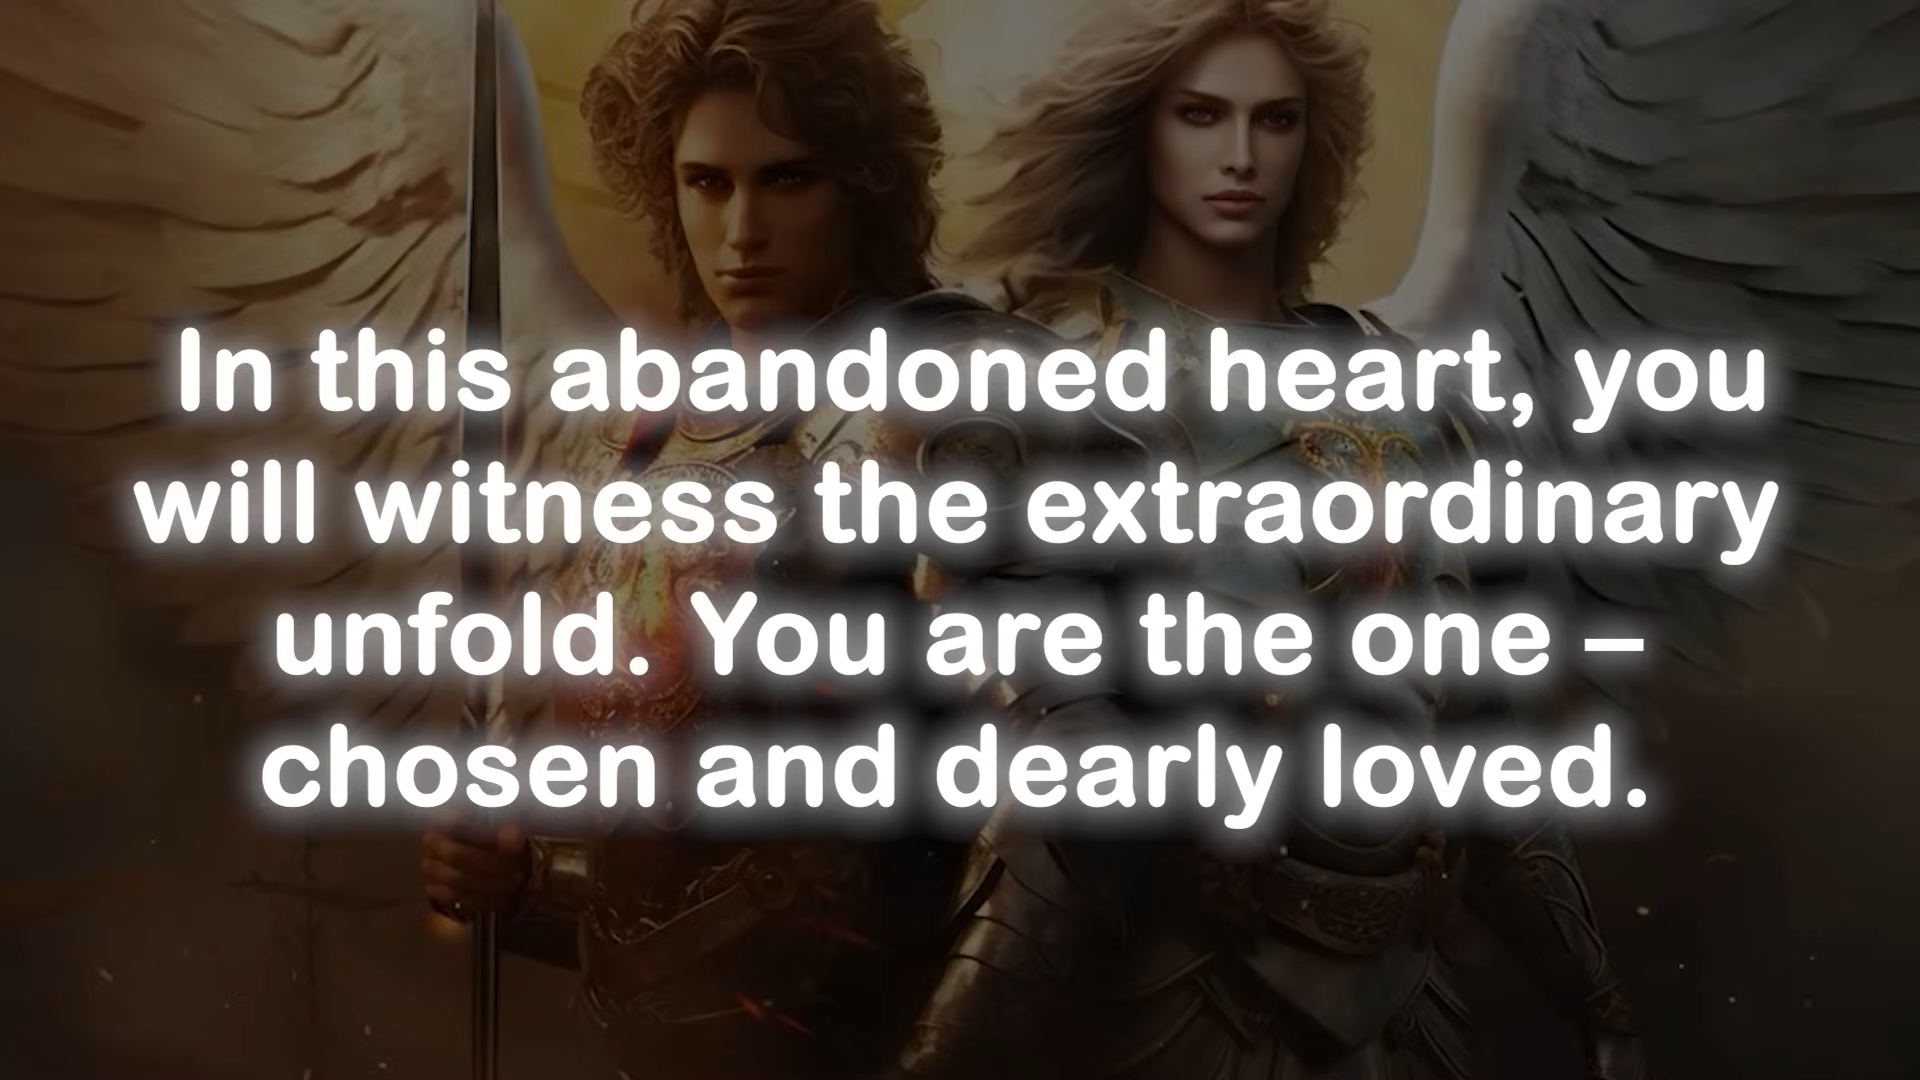 In this abandoned heart, you
will witness the extraordinary
unfold. You are the one –
chosen and dearly loved.